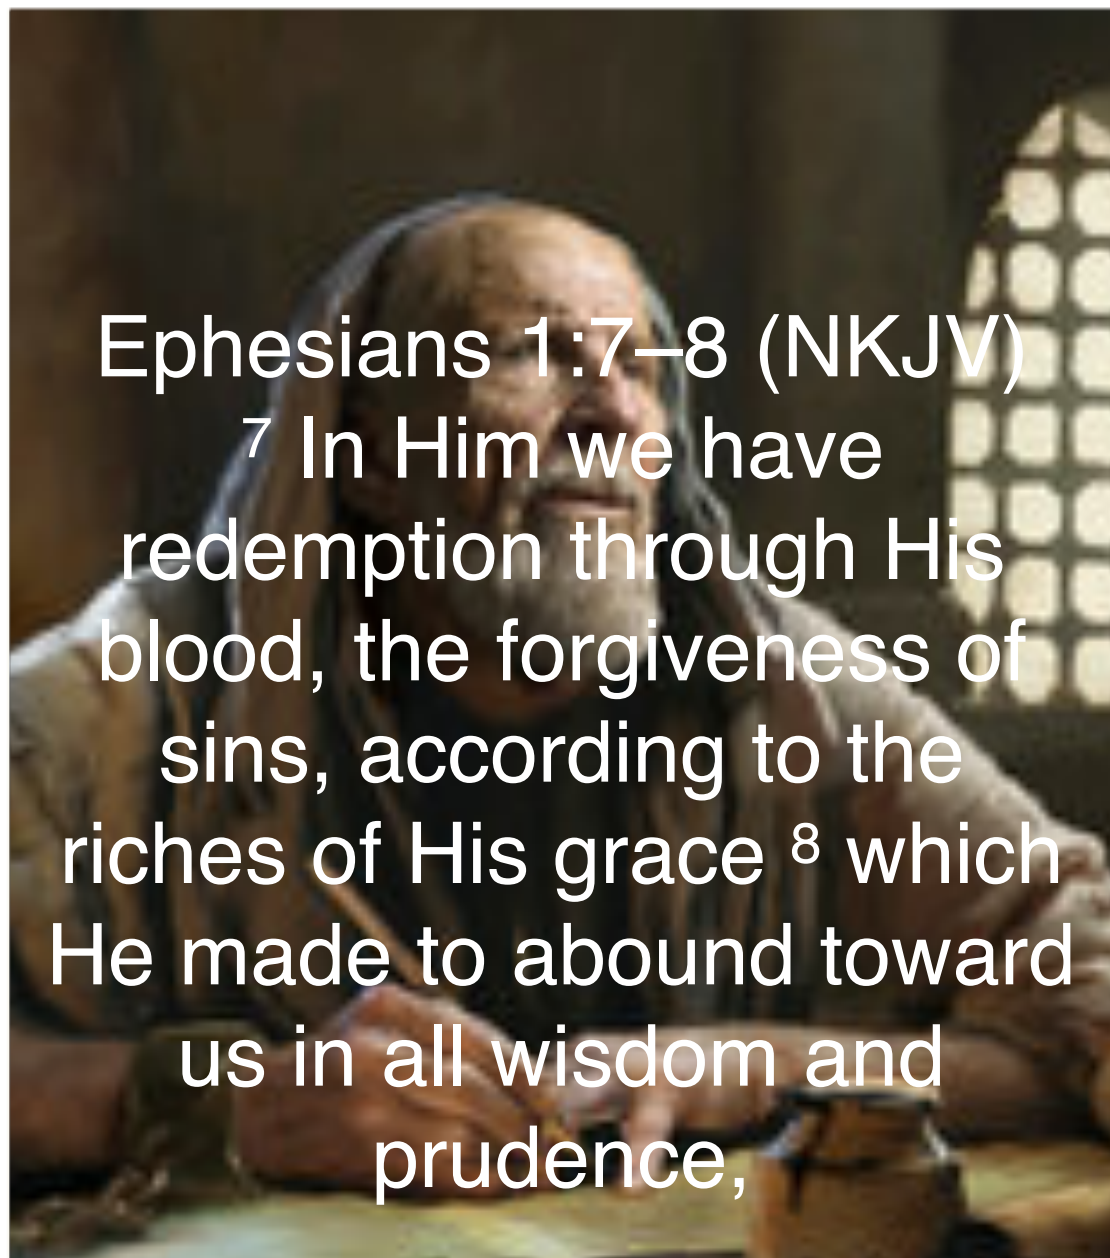 Ephesians 1:7–8 (NKJV)
⁷ In Him we have
redemption through His
blood, the forgiveness of
sins, according to the
riches of His grace ⁸ which
He made to abound toward
us in all wisdom and
prudence,